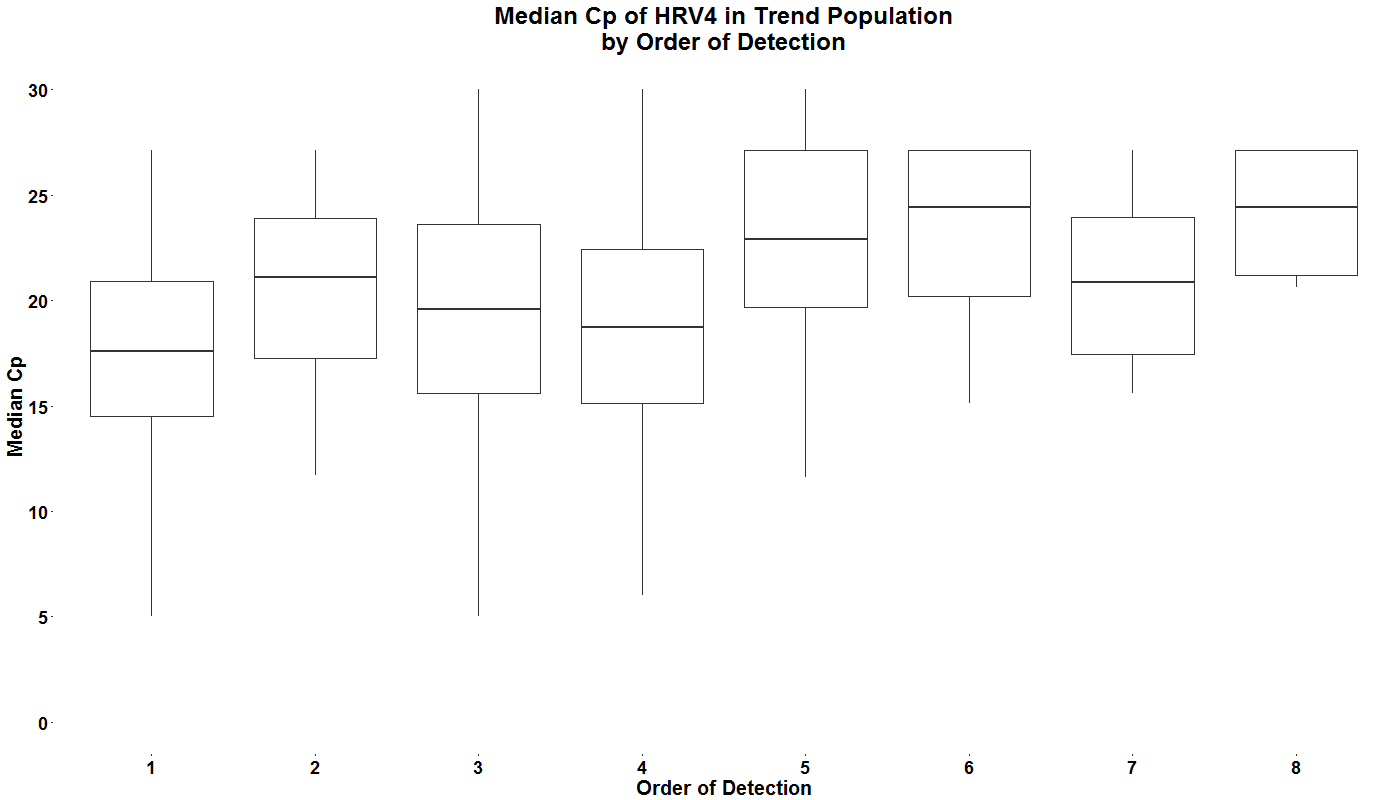 Median Cp of HRV4 in Trend Population
by Order of Detection
30
25
20
15
10
5
0
Median Cp
1 2 3 4 5 6 7 8
Order of Detection